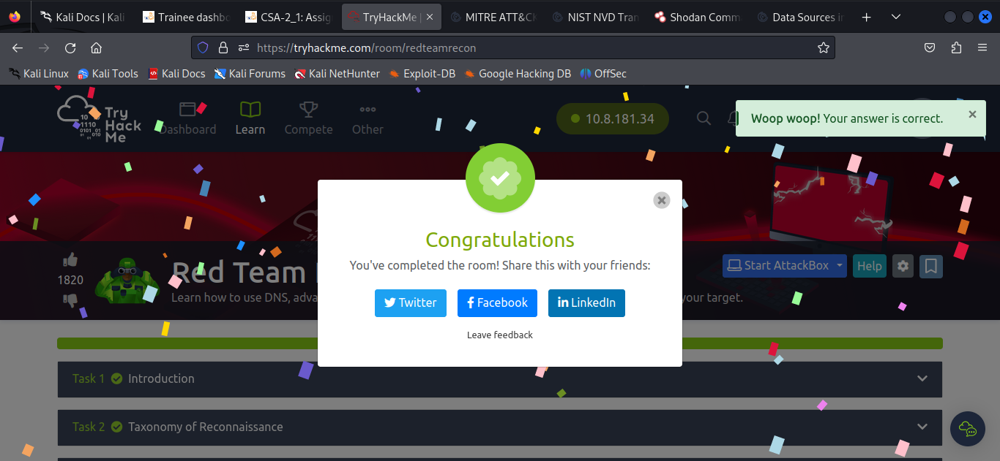 Kali Docs | Kali
Trainee dashbo
CSA-2_1: Assig
TryHackMe |
MITRE ATT&CK
NIST NVD Tran
Shodan Comm
Data Sources in
https://tryhackme.com/room/redteamrecon
Kali Linux Kali Tools Kali Docs Kali Forums Kali NetHunter Exploit-DB Google Hacking DB OffSec
Try
Hack
Me
Dashboard Learn Compete Other
10.8.181.34
Woop woop! Your answer is correct.
Congratulations
You've completed the room! Share this with your friends:
Twitter Facebook LinkedIn
Leave feedback
1820
Red Team
Learn how to use DNS, adva
your target.
Start AttackBox Help
Task 1 Introduction
Task 2 Taxonomy of Reconnaissance